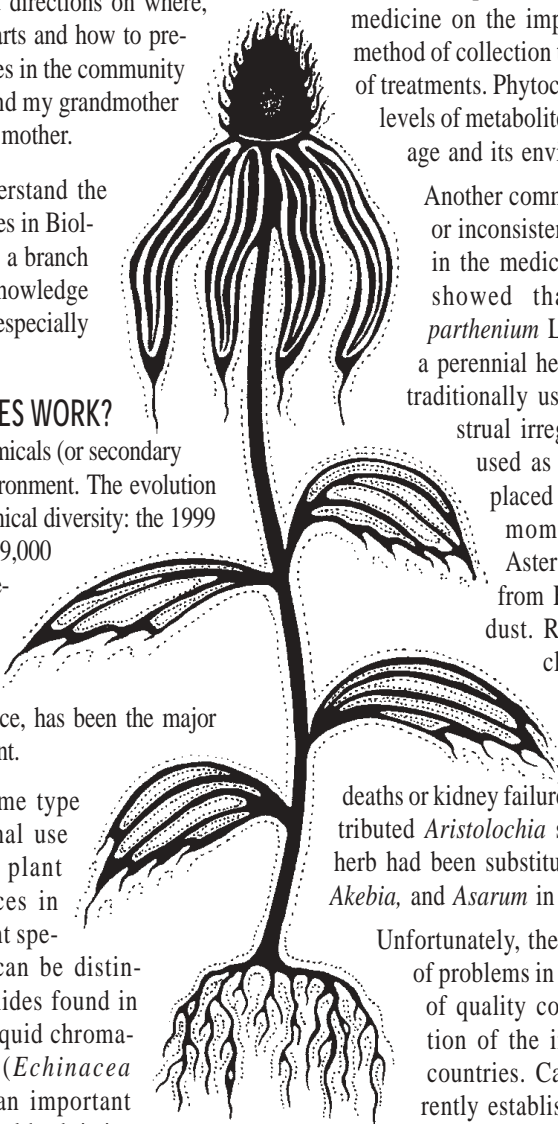 directions on where,
arts and how to pre-
es in the community
nd my grandmother
mother.
erstand the
es in Biol-
a branch
nowledge
especially
ES WORK?
micals (or secondary
ronment. The evolution
nical diversity: the 1999
9,000
e-
ce, has been the major
nt.
me type
nal use
plant
ces in
nt spe-
can be distin-
lides found in
quid chroma-
(Echinacea
an important
medicine on the imp
method of collection
of treatments. Phytoc
levels of metabolite
age and its envi
Another comm
or inconsisten
in the medic
showed tha
parthenium L
a perennial he
traditionally us
strual irreg
used as
placed
mom
Aster
from
dust. R
cl
deaths or kidney failure
tributed Aristolochia s
herb had been substitu
Akebia, and Asarum in
Unfortunately, the
of problems in
of quality co
tion of the i
countries. Ca
rently establis